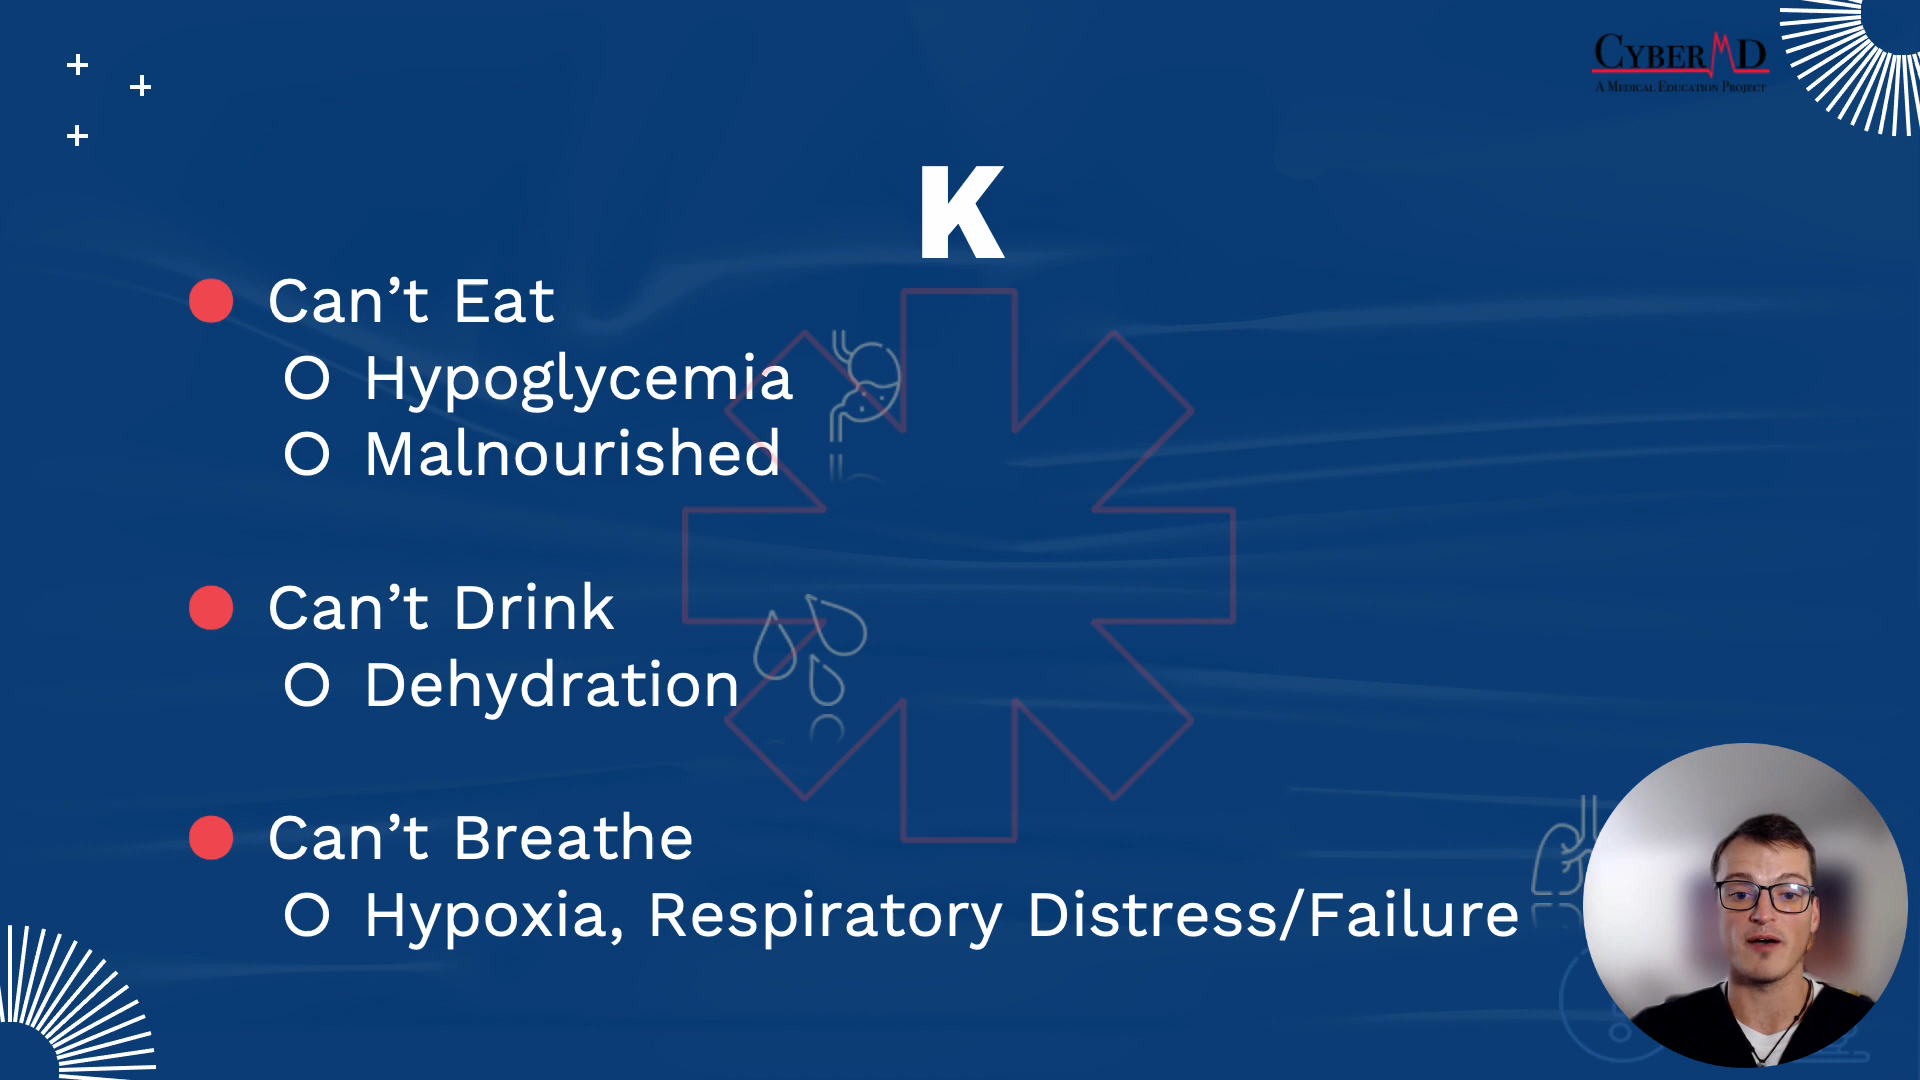 CYBERMD
A MEDICAL EDUCATION PROJECT
K
Can’t Eat
Hypoglycemia
Malnourished
Can’t Drink
Dehydration
Can’t Breathe
Hypoxia, Respiratory Distress/Failure